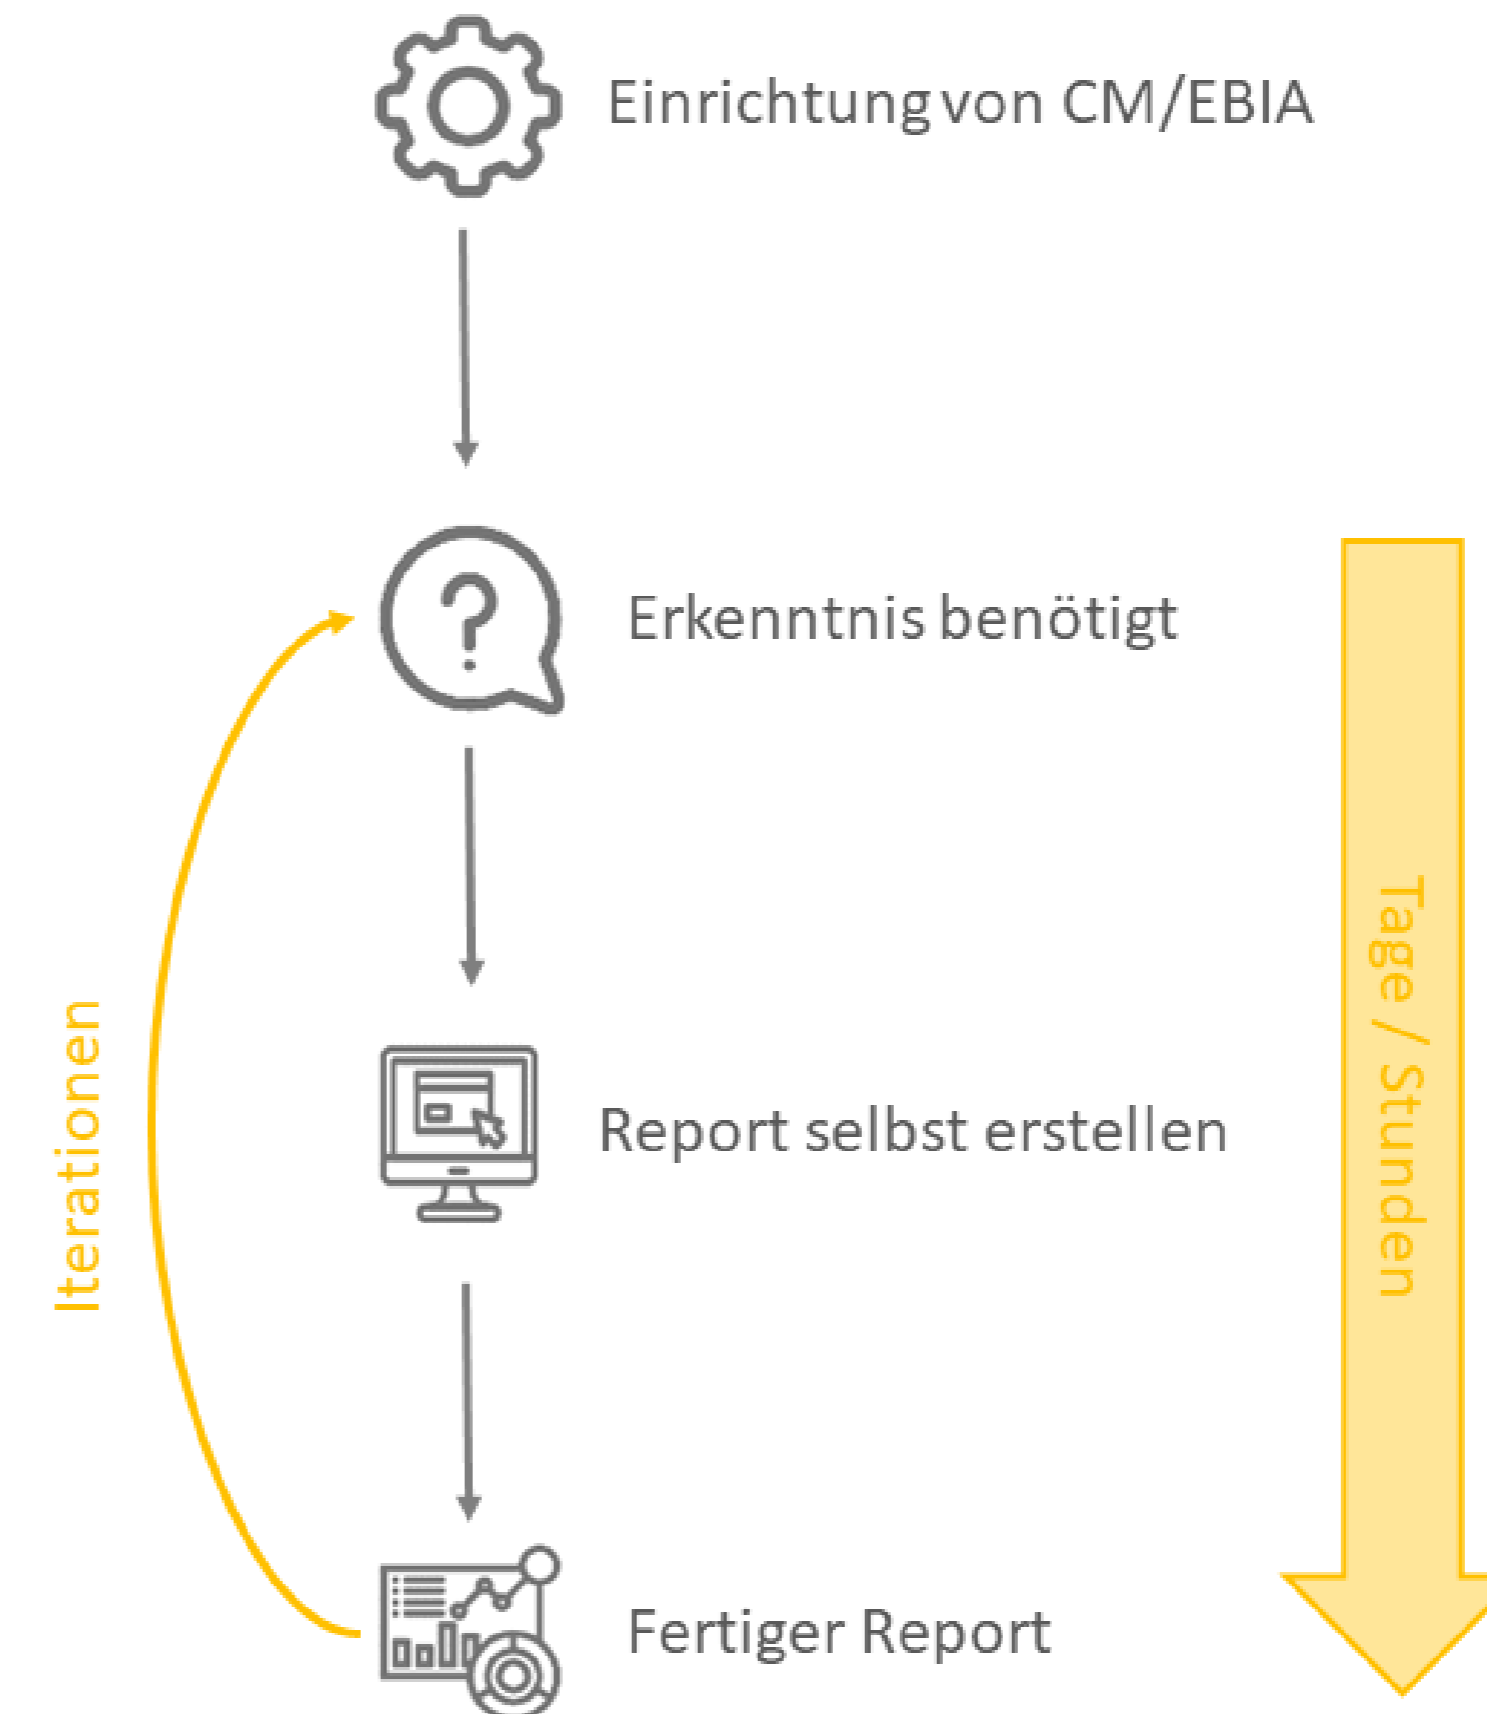 Einrichtung von CM/EBIA
Erkenntnis benötigt
Tage / Stunden
Iterationen
Report selbst erstellen
Fertiger Report